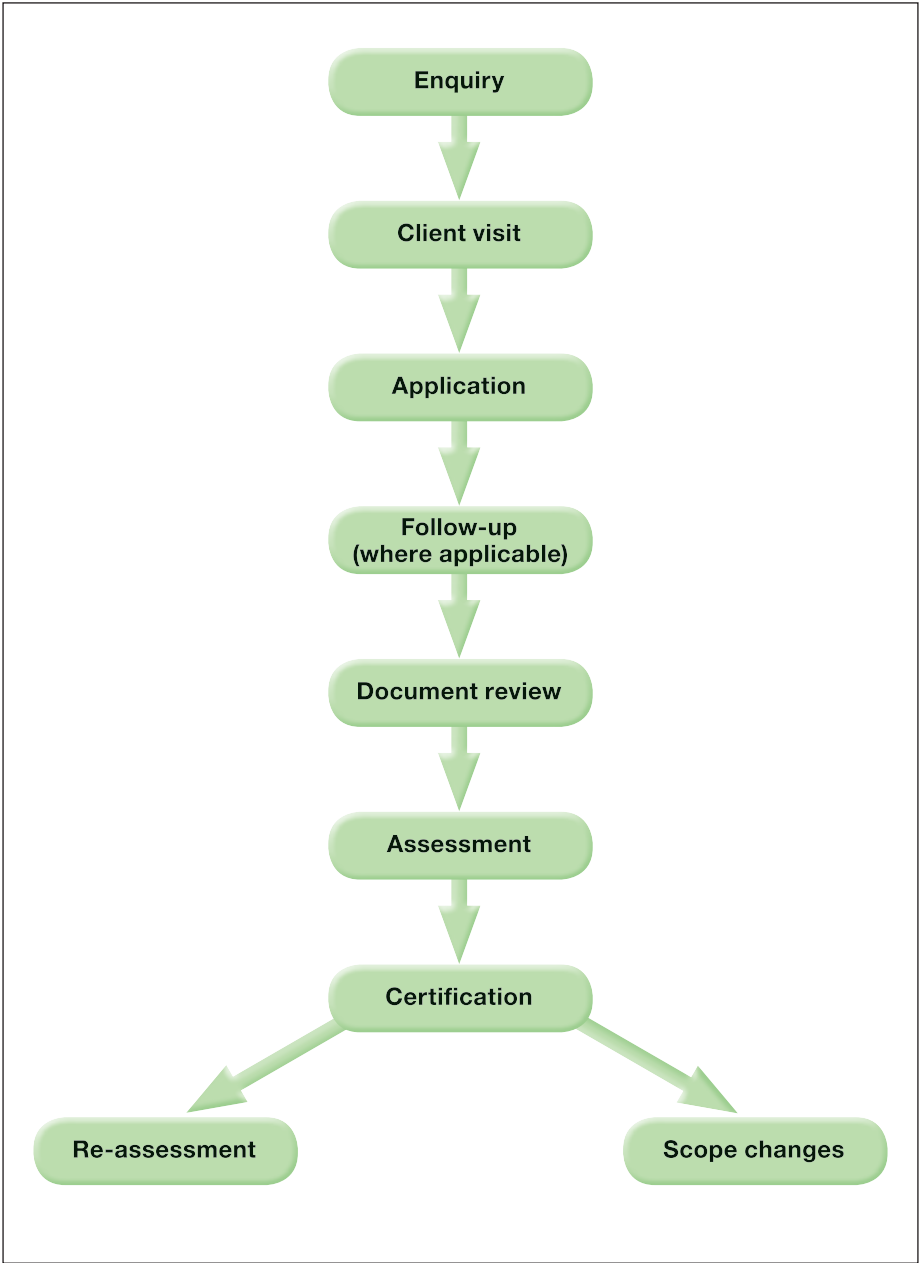 Enquiry
Client visit
Application
Follow-up
(where applicable)
Document review
Assessment
Certification
Re-assessment
Scope changes